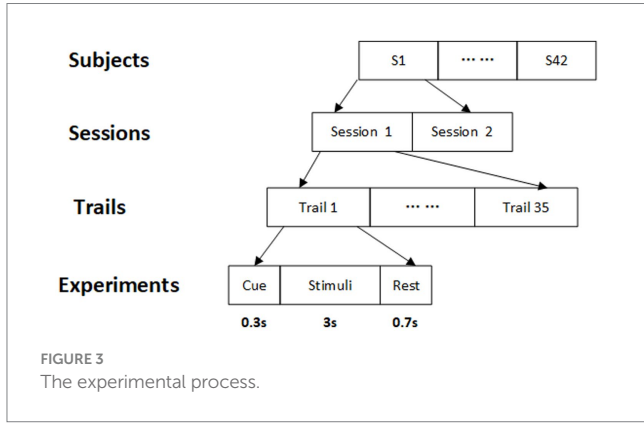 Subjects S1 ... ... S42
Sessions Session 1 Session 2
Trails Trail 1 ... ... Trail 35
Experiments Cue Stimuli Rest
0.3s 3s 0.7s
FIGURE 3
The experimental process.